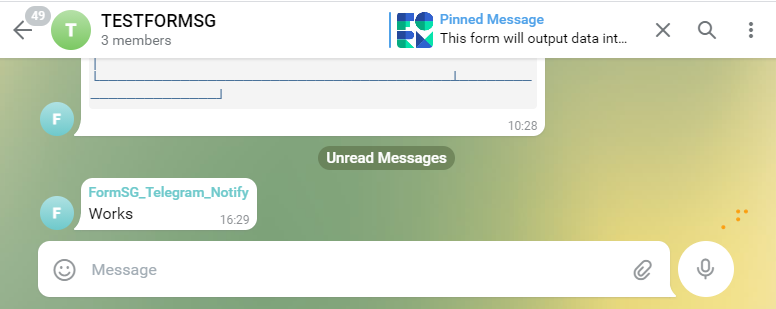 49
T
TESTFORMSG
3 members
Pinned Message
This form will output data int...
F
10:28
Unread Messages
FormSG_Telegram_Notify
F
Works
16:29
Message